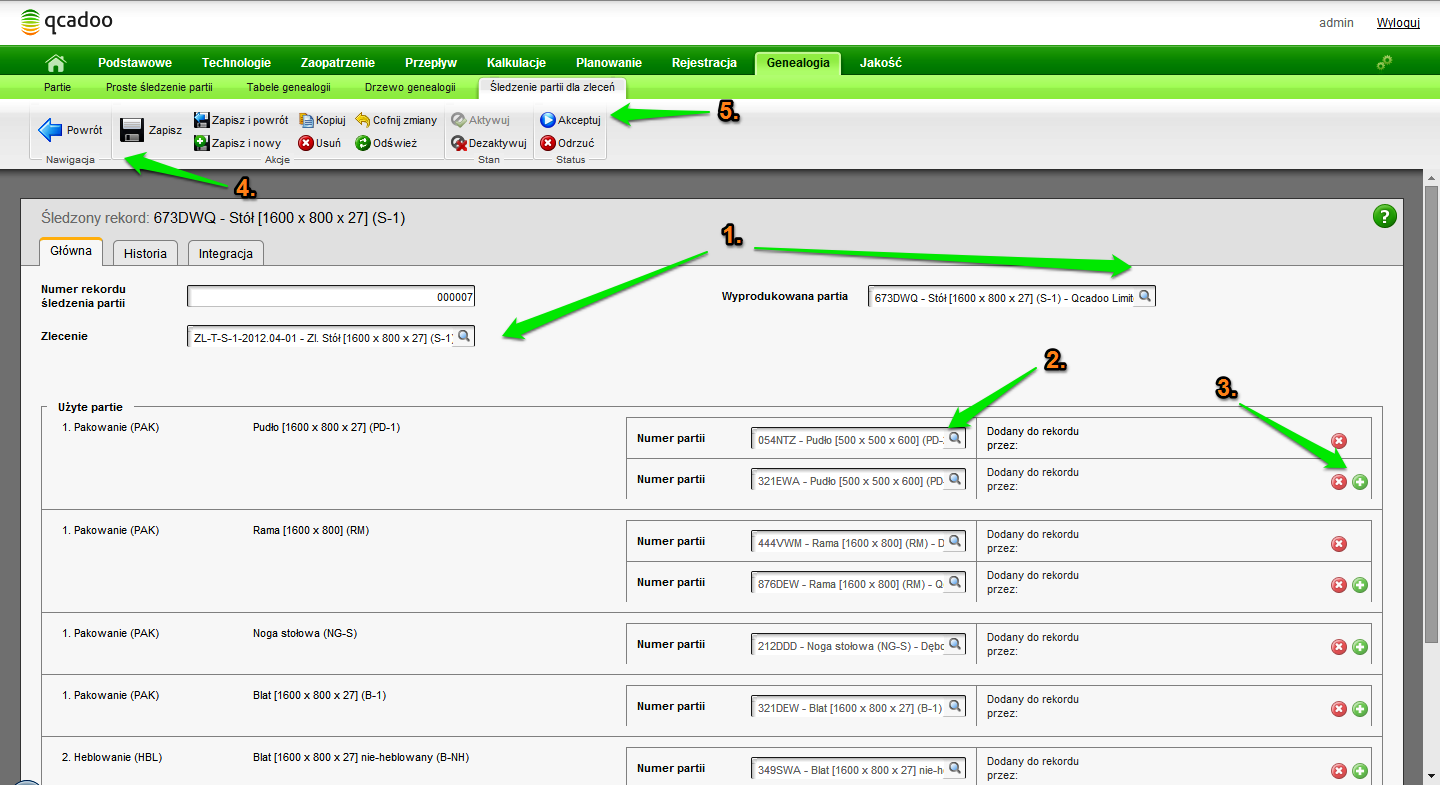 qcadoo
admin Wyloguj
Podstawowe Technologie Zaopatrzenie Przepływ Kalkulacje Planowanie Rejestracja Genealogia Jakość
Partie Proste śledzenie partii Tabele genealogii Drzewo genealogii Śledzenie partii dla zleceń
Powrót Zapisz Zapisz i powrót Kopiuj Cofnij zmiany Aktywuj Akceptuj 5.
Zapisz i nowy Usuń Odśwież Dezaktywuj Odrzuć
Nawigacja Akcje Stan Status
4.
Śledzony rekord: 673DWQ - Stół [1600 x 800 x 27] (S-1) ?
1.
Główna Historia Integracja
Numer rekordu
śledzenia partii 000007 Wyprodukowana partia 673DWQ - Stół [1600 x 800 x 27] (S-1) - Qcadoo Limit
Zlecenie ZL-T-S-1-2012.04-01 - Zl. Stół [1600 x 800 x 27] (S-1)
2.
3.
Użyte partie
1. Pakowanie (PAK) Pudło [1600 x 800 x 27] (PD-1) Numer partii 054NTZ - Pudło [500 x 500 x 600] (PD- Dodany do rekordu
przez:
Numer partii 321EWA - Pudło [500 x 500 x 600] (PD- Dodany do rekordu
przez:
1. Pakowanie (PAK) Rama [1600 x 800] (RM) Numer partii 444VWM - Rama [1600 x 800] (RM) - D Dodany do rekordu
przez:
Numer partii 876DEW - Rama [1600 x 800] (RM) - Q Dodany do rekordu
przez:
1. Pakowanie (PAK) Noga stołowa (NG-S) Numer partii 212DDD - Noga stołowa (NG-S) - Dębo Dodany do rekordu
przez:
1. Pakowanie (PAK) Blat [1600 x 800 x 27] (B-1) Numer partii 321DEW - Blat [1600 x 800 x 27] (B-1) Dodany do rekordu
przez:
2. Heblowanie (HBL) Blat [1600 x 800 x 27] nie-heblowany (B-NH) Numer partii 349SWA - Blat [1600 x 800 x 27] nie-h Dodany do rekordu
przez: